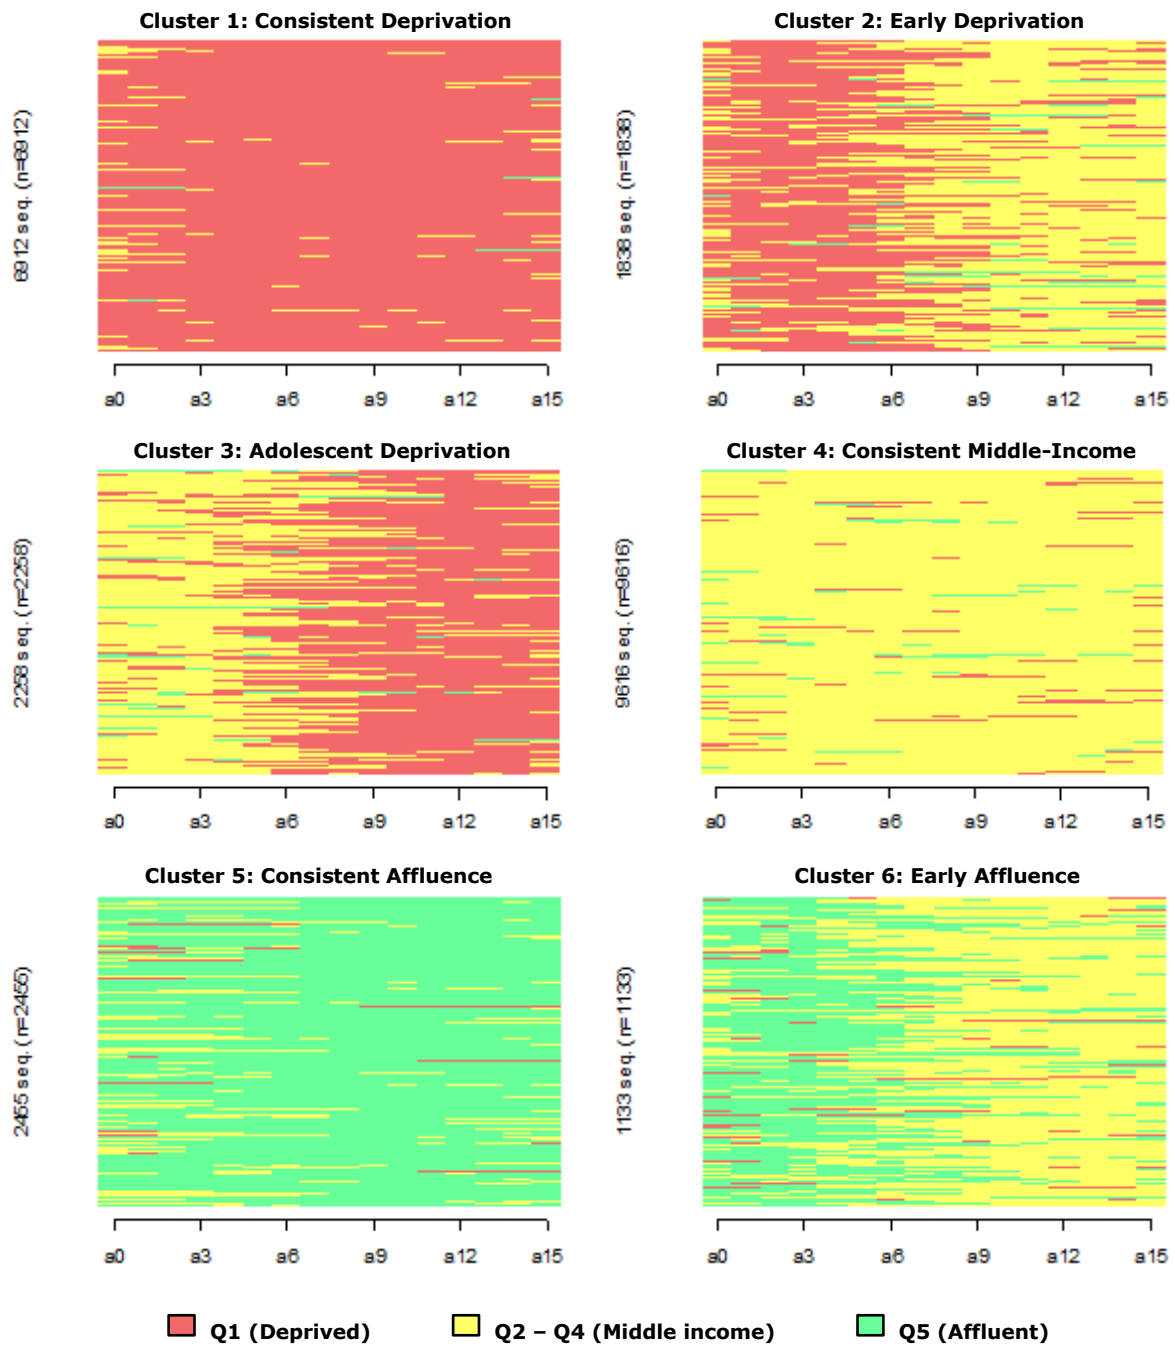 Cluster 1: Consistent Deprivation
Cluster 2: Early Deprivation
6912 seq. (n=6912)
1838 seq. (n=1838)
a0 a3 a6 a9 a12 a15
a0 a3 a6 a9 a12 a15
Cluster 3: Adolescent Deprivation
Cluster 4: Consistent Middle-Income
2258 seq. (n=2258)
9616 seq. (n=9616)
a0 a3 a6 a9 a12 a15
a0 a3 a6 a9 a12 a15
Cluster 5: Consistent Affluence
Cluster 6: Early Affluence
2455 seq. (n=2455)
1133 seq. (n=1133)
a0 a3 a6 a9 a12 a15
a0 a3 a6 a9 a12 a15
Q1 (Deprived)
Q2 – Q4 (Middle income)
Q5 (Affluent)